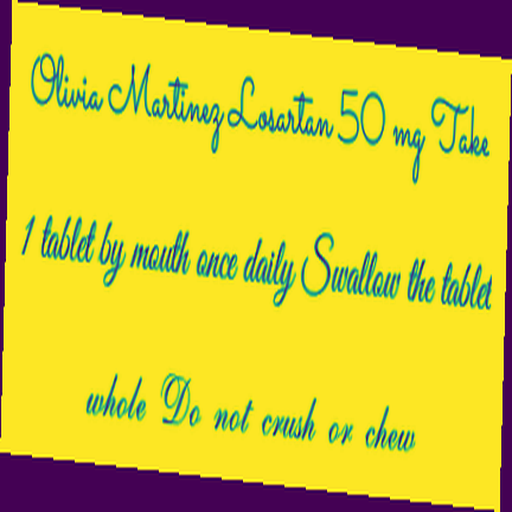 Olivia Martinez Losartan 50 mg Take
1 tablet by mouth once daily Swallow the tablet
whole Do not crush or chew